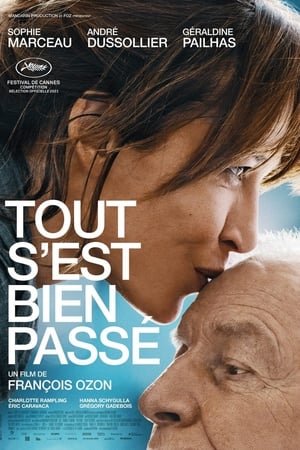 MANDARIN PRODUCTION ET FOZ PRÉSENTENT
SOPHIE MARCEAU
ANDRÉ DUSSOLLIER
GÉRALDINE PAILHAS
FESTIVAL DE CANNES
COMPÉTITION
SÉLECTION OFFICIELLE 2021
TOUT
S'EST
BIEN
PASSÉ
UN FILM DE
FRANÇOIS OZON
CHARLOTTE RAMPLING HANNA SCHYGULLA
ÉRIC CARAVACA GRÉGORY GADEBOIS